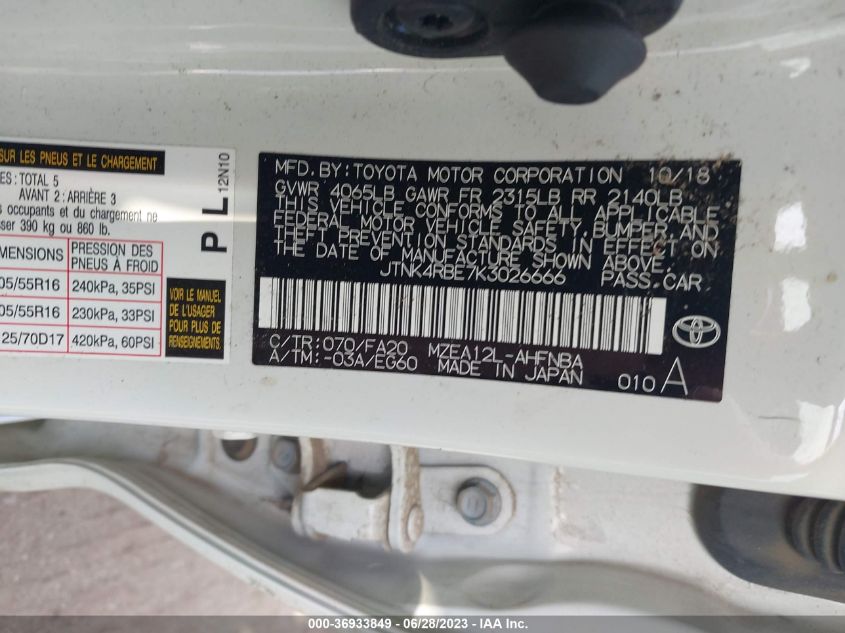 SUR LES PNEUS ET LE CHARGEMENT
ES: TOTAL 5
AVANT 2: ARRIÈRE 3
s occupants et du chargement ne
sser 390 kg ou 860 lb.
MENSIONS PRESSION DES PNEUS À FROID
05/55R16 240kPa, 35PSI
05/55R16 230kPa, 33PSI
25/70D17 420kPa, 60PSI
VOIR LE MANUEL
DE L'USAGER
POUR PLUS DE
RENSEIGNEMENTS.
P L 12N10
MFD. BY: TOYOTA MOTOR CORPORATION 10/18
GVWR 4065LB GAWR FR 2315LB RR 2140LB
THIS VEHICLE CONFORMS TO ALL APPLICABLE
FEDERAL MOTOR VEHICLE SAFETY, BUMPER, AND
THEFT PREVENTION STANDARDS IN EFFECT ON
THE DATE OF MANUFACTURE SHOWN ABOVE.
JTNK4RBE7K3026666 PASS. CAR
C/TR: 070/FA20 MZEA12L-AHFNBA
A/TM: -03A/EG60 MADE IN JAPAN 010 A
TOYOTA
000-36933849 - 06/28/2023 - IAA Inc.